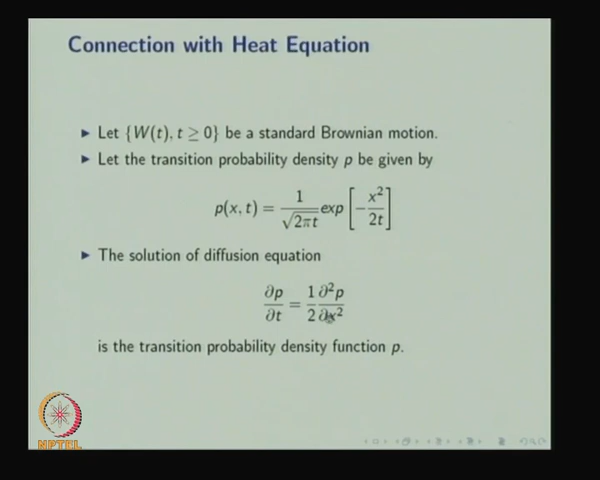 Connection with Heat Equation
► Let {W(t), t ≥ 0} be a standard Brownian motion.
► Let the transition probability density p be given by
p(x, t) = 1/√(2πt) exp [−x²/2t]
► The solution of diffusion equation
∂p/∂t = 1/2 ∂²p/∂x²
is the transition probability density function p.
NPTEL